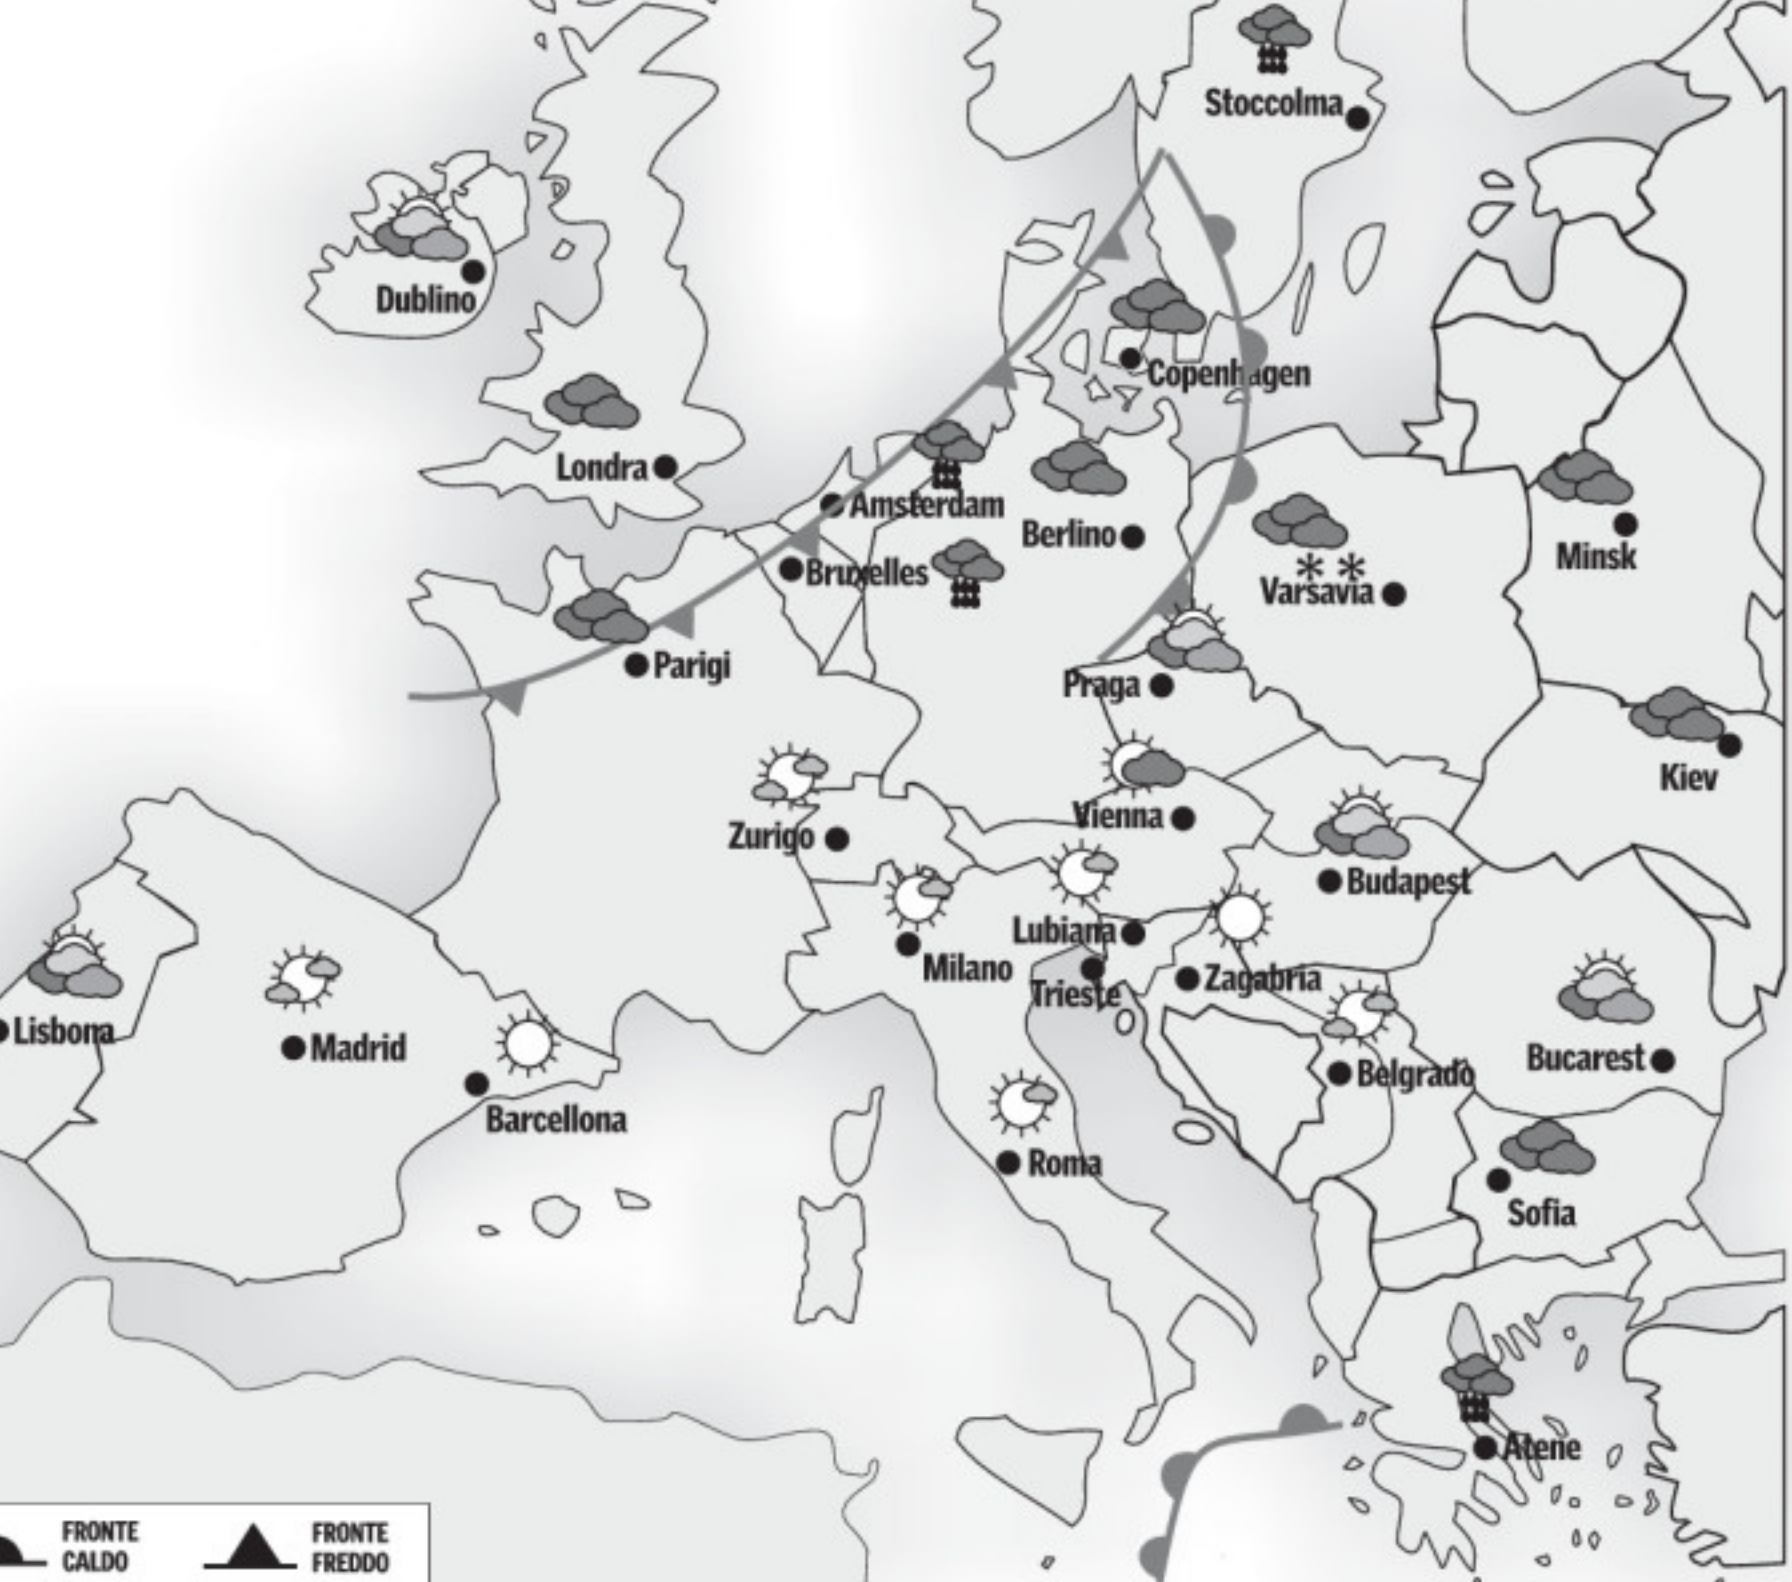 Stoccolma
Dublino
Copenhagen
Londra
Amsterdam
Berlino
Minsk
Bruxelles
* *
Varsavia
Parigi
Praga
Kiev
Vienna
Zurigo
Budapest
Lubiana
Milano
Zagabria
Trieste
Lisbona
Madrid
Bucarest
Belgrado
Barcellona
Roma
Sofia
Atene
FRONTE
CALDO
FRONTE
FREDDO